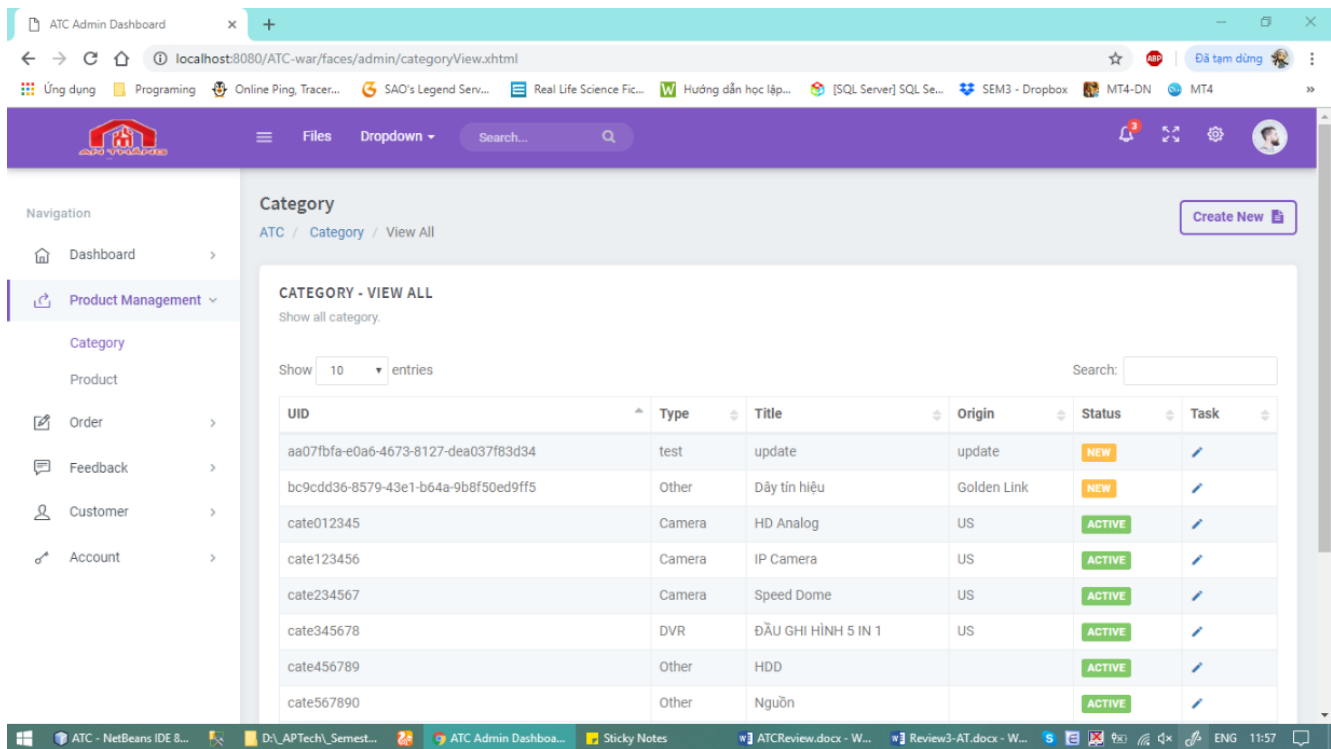 ATC Admin Dashboard
localhost:8080/ATC-war/faces/admin/categoryView.xhtml
ABP
Đã tạm dừng
Ứng dụng Programing Online Ping, Tracer... SAO's Legend Serv... Real Life Science Fic... Hướng dẫn học lập... [SQL Server] SQL Se... SEM3 - Dropbox MT4-DN MT4 »
AN THÀNG Files Dropdown Search... 3
Navigation
Dashboard
Product Management
Category
Product
Order
Feedback
Customer
Account
Category
ATC / Category / View All
Create New
CATEGORY - VIEW ALL
Show all category.
Show 10 entries Search:
UID Type Title Origin Status Task
aa07fbfa-e0a6-4673-8127-dea037f83d34 test update update NEW
bc9cdd36-8579-43e1-b64a-9b8f50ed9ff5 Other Dây tín hiệu Golden Link NEW
cate012345 Camera HD Analog US ACTIVE
cate123456 Camera IP Camera US ACTIVE
cate234567 Camera Speed Dome US ACTIVE
cate345678 DVR ĐẦU GHI HÌNH 5 IN 1 US ACTIVE
cate456789 Other HDD ACTIVE
cate567890 Other Nguồn ACTIVE
ATC - NetBeans IDE 8... D:\_APTech\_Semest... ATC Admin Dashboa... Sticky Notes ATCReview.docx - W... Review3-AT.docx - W... ENG 11:57